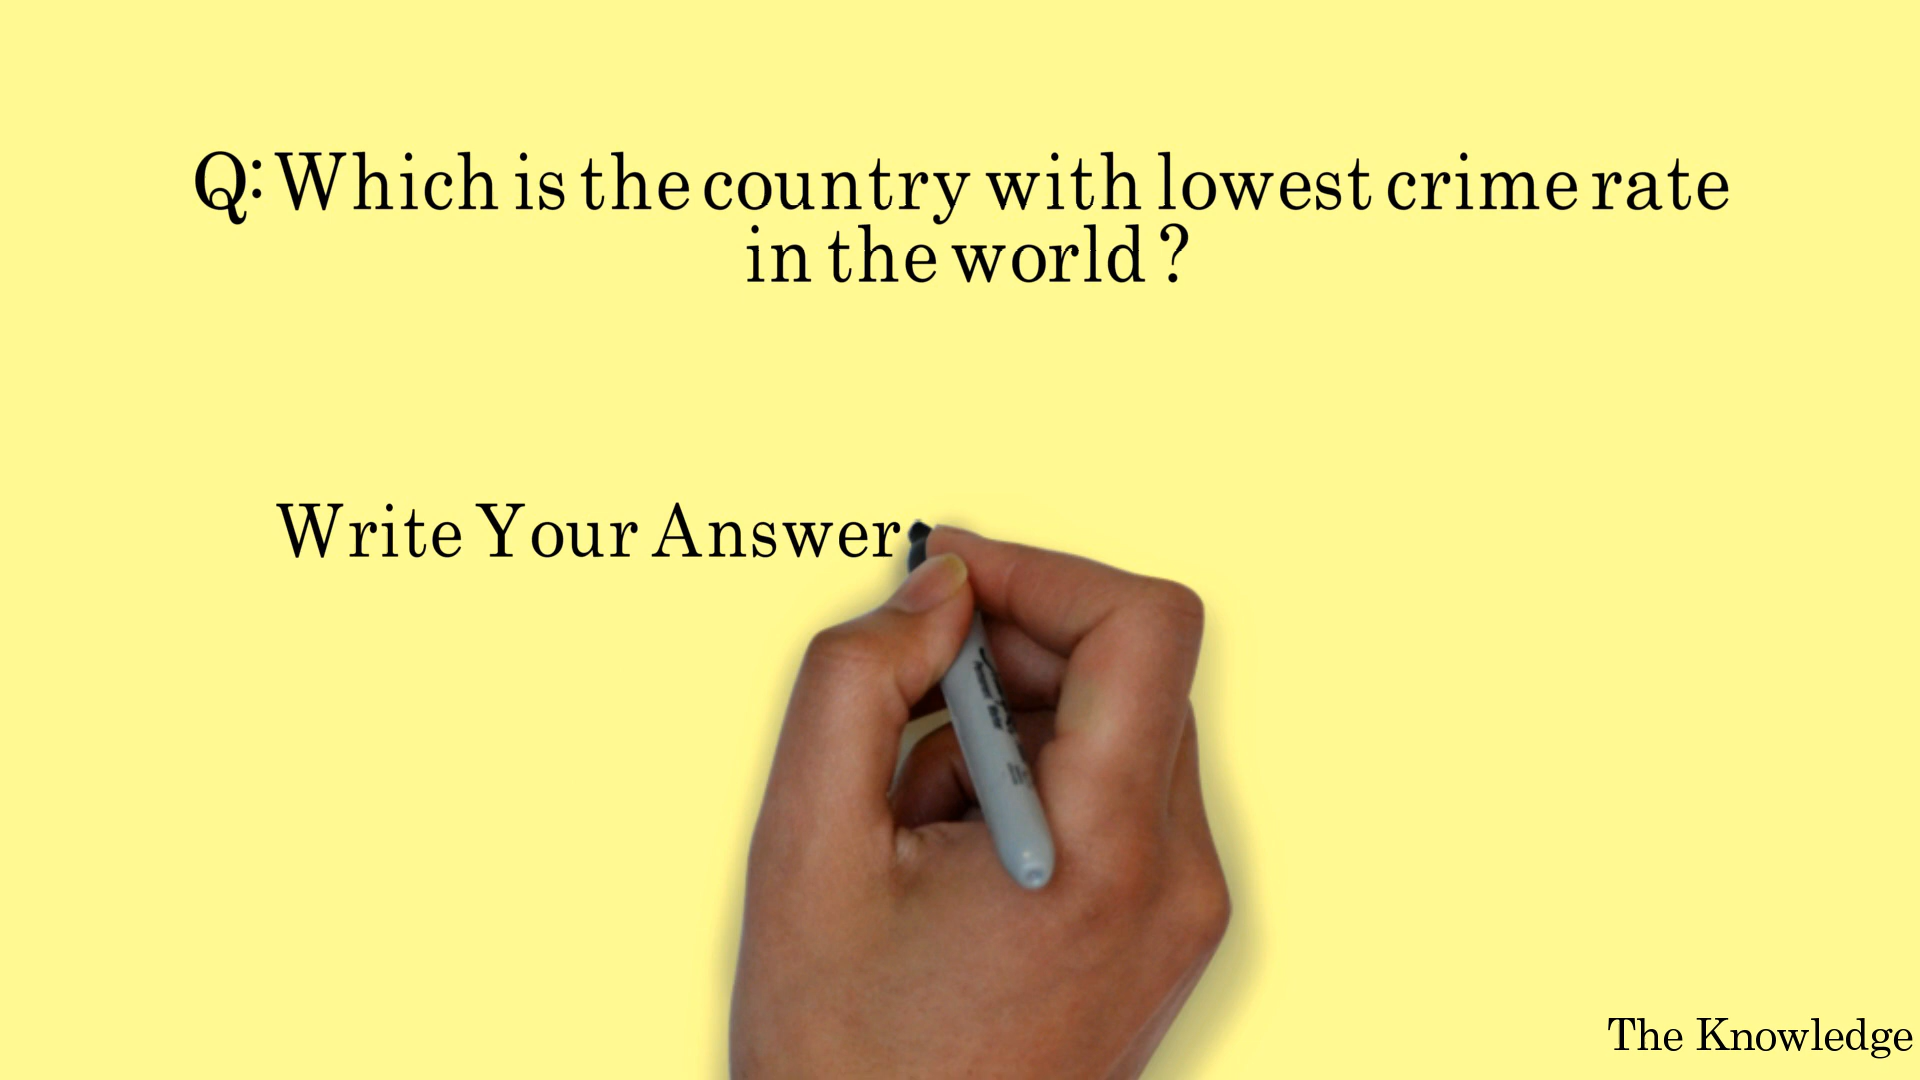 Q: Which is the country with lowest crime rate
in the world ?
Write Your Answer
The Knowledge